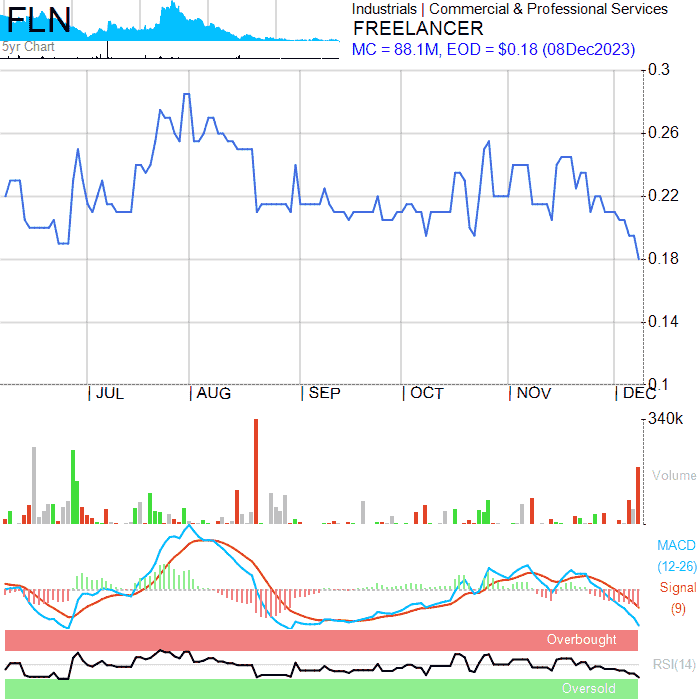 FLN
5yr Chart
Industrials | Commercial & Professional Services
FREELANCER
MC = 88.1M, EOD = $0.18 (08Dec2023)
0.3
0.26
0.22
0.18
0.14
0.1
JUL AUG SEP OCT NOV DEC
340k
Volume
MACD
(12-26)
Signal
(9)
Overbought
RSI(14)
Oversold